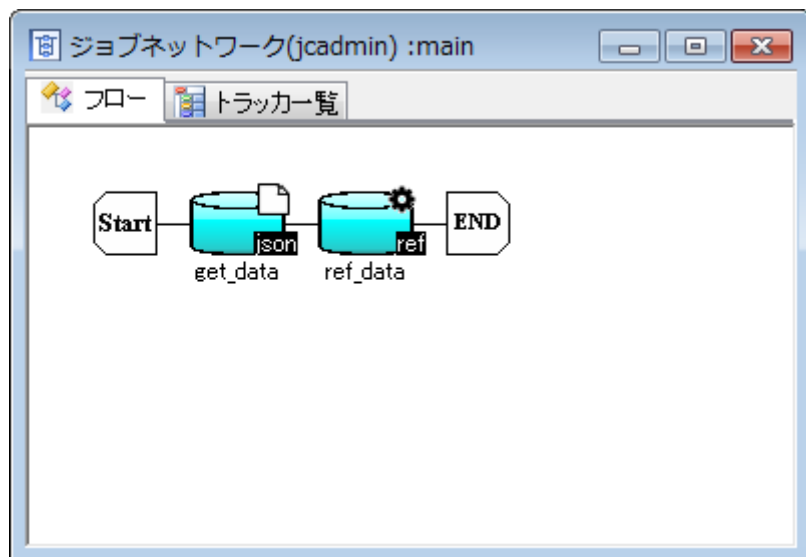 ジョブネットワーク(jcadmin) :main
フロー トラッカ一覧
Start json ref END
get_data ref_data